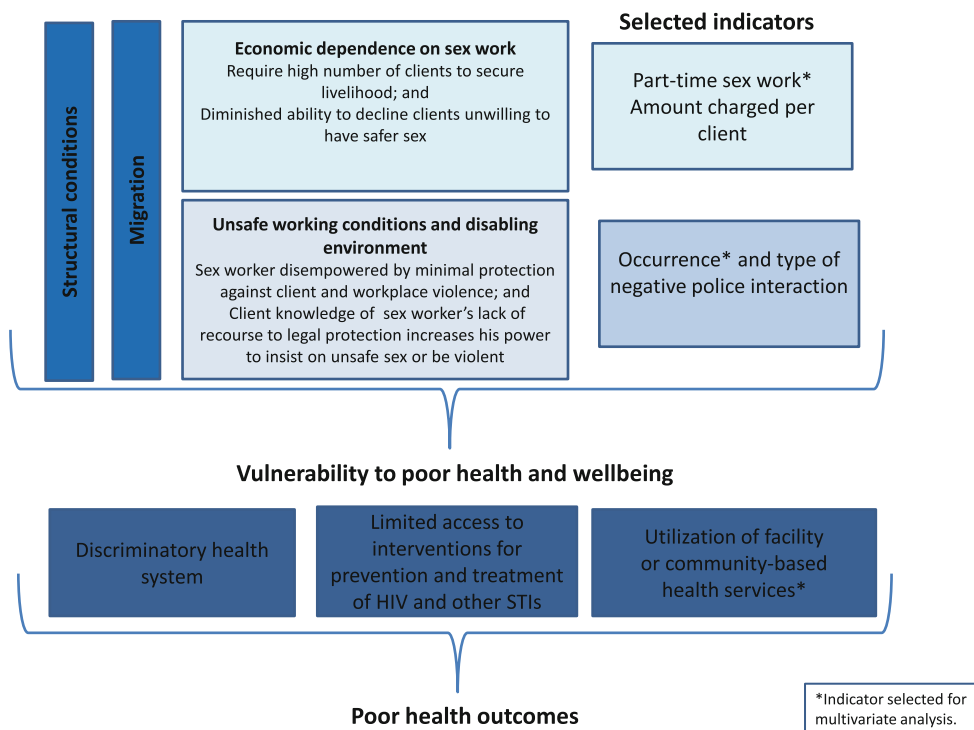 Structural conditions
Migration
Economic dependence on sex work
Require high number of clients to secure
livelihood; and
Diminished ability to decline clients unwilling to
have safer sex
Selected indicators
Part-time sex work*
Amount charged per
client
Unsafe working conditions and disabling
environment
Sex worker disempowered by minimal protection
against client and workplace violence; and
Client knowledge of sex worker’s lack of
recourse to legal protection increases his power
to insist on unsafe sex or be violent
Occurrence* and type of
negative police interaction
Vulnerability to poor health and wellbeing
Discriminatory health
system
Limited access to
interventions for
prevention and treatment
of HIV and other STIs
Utilization of facility
or community-based
health services*
Poor health outcomes
*Indicator selected for
multivariate analysis.